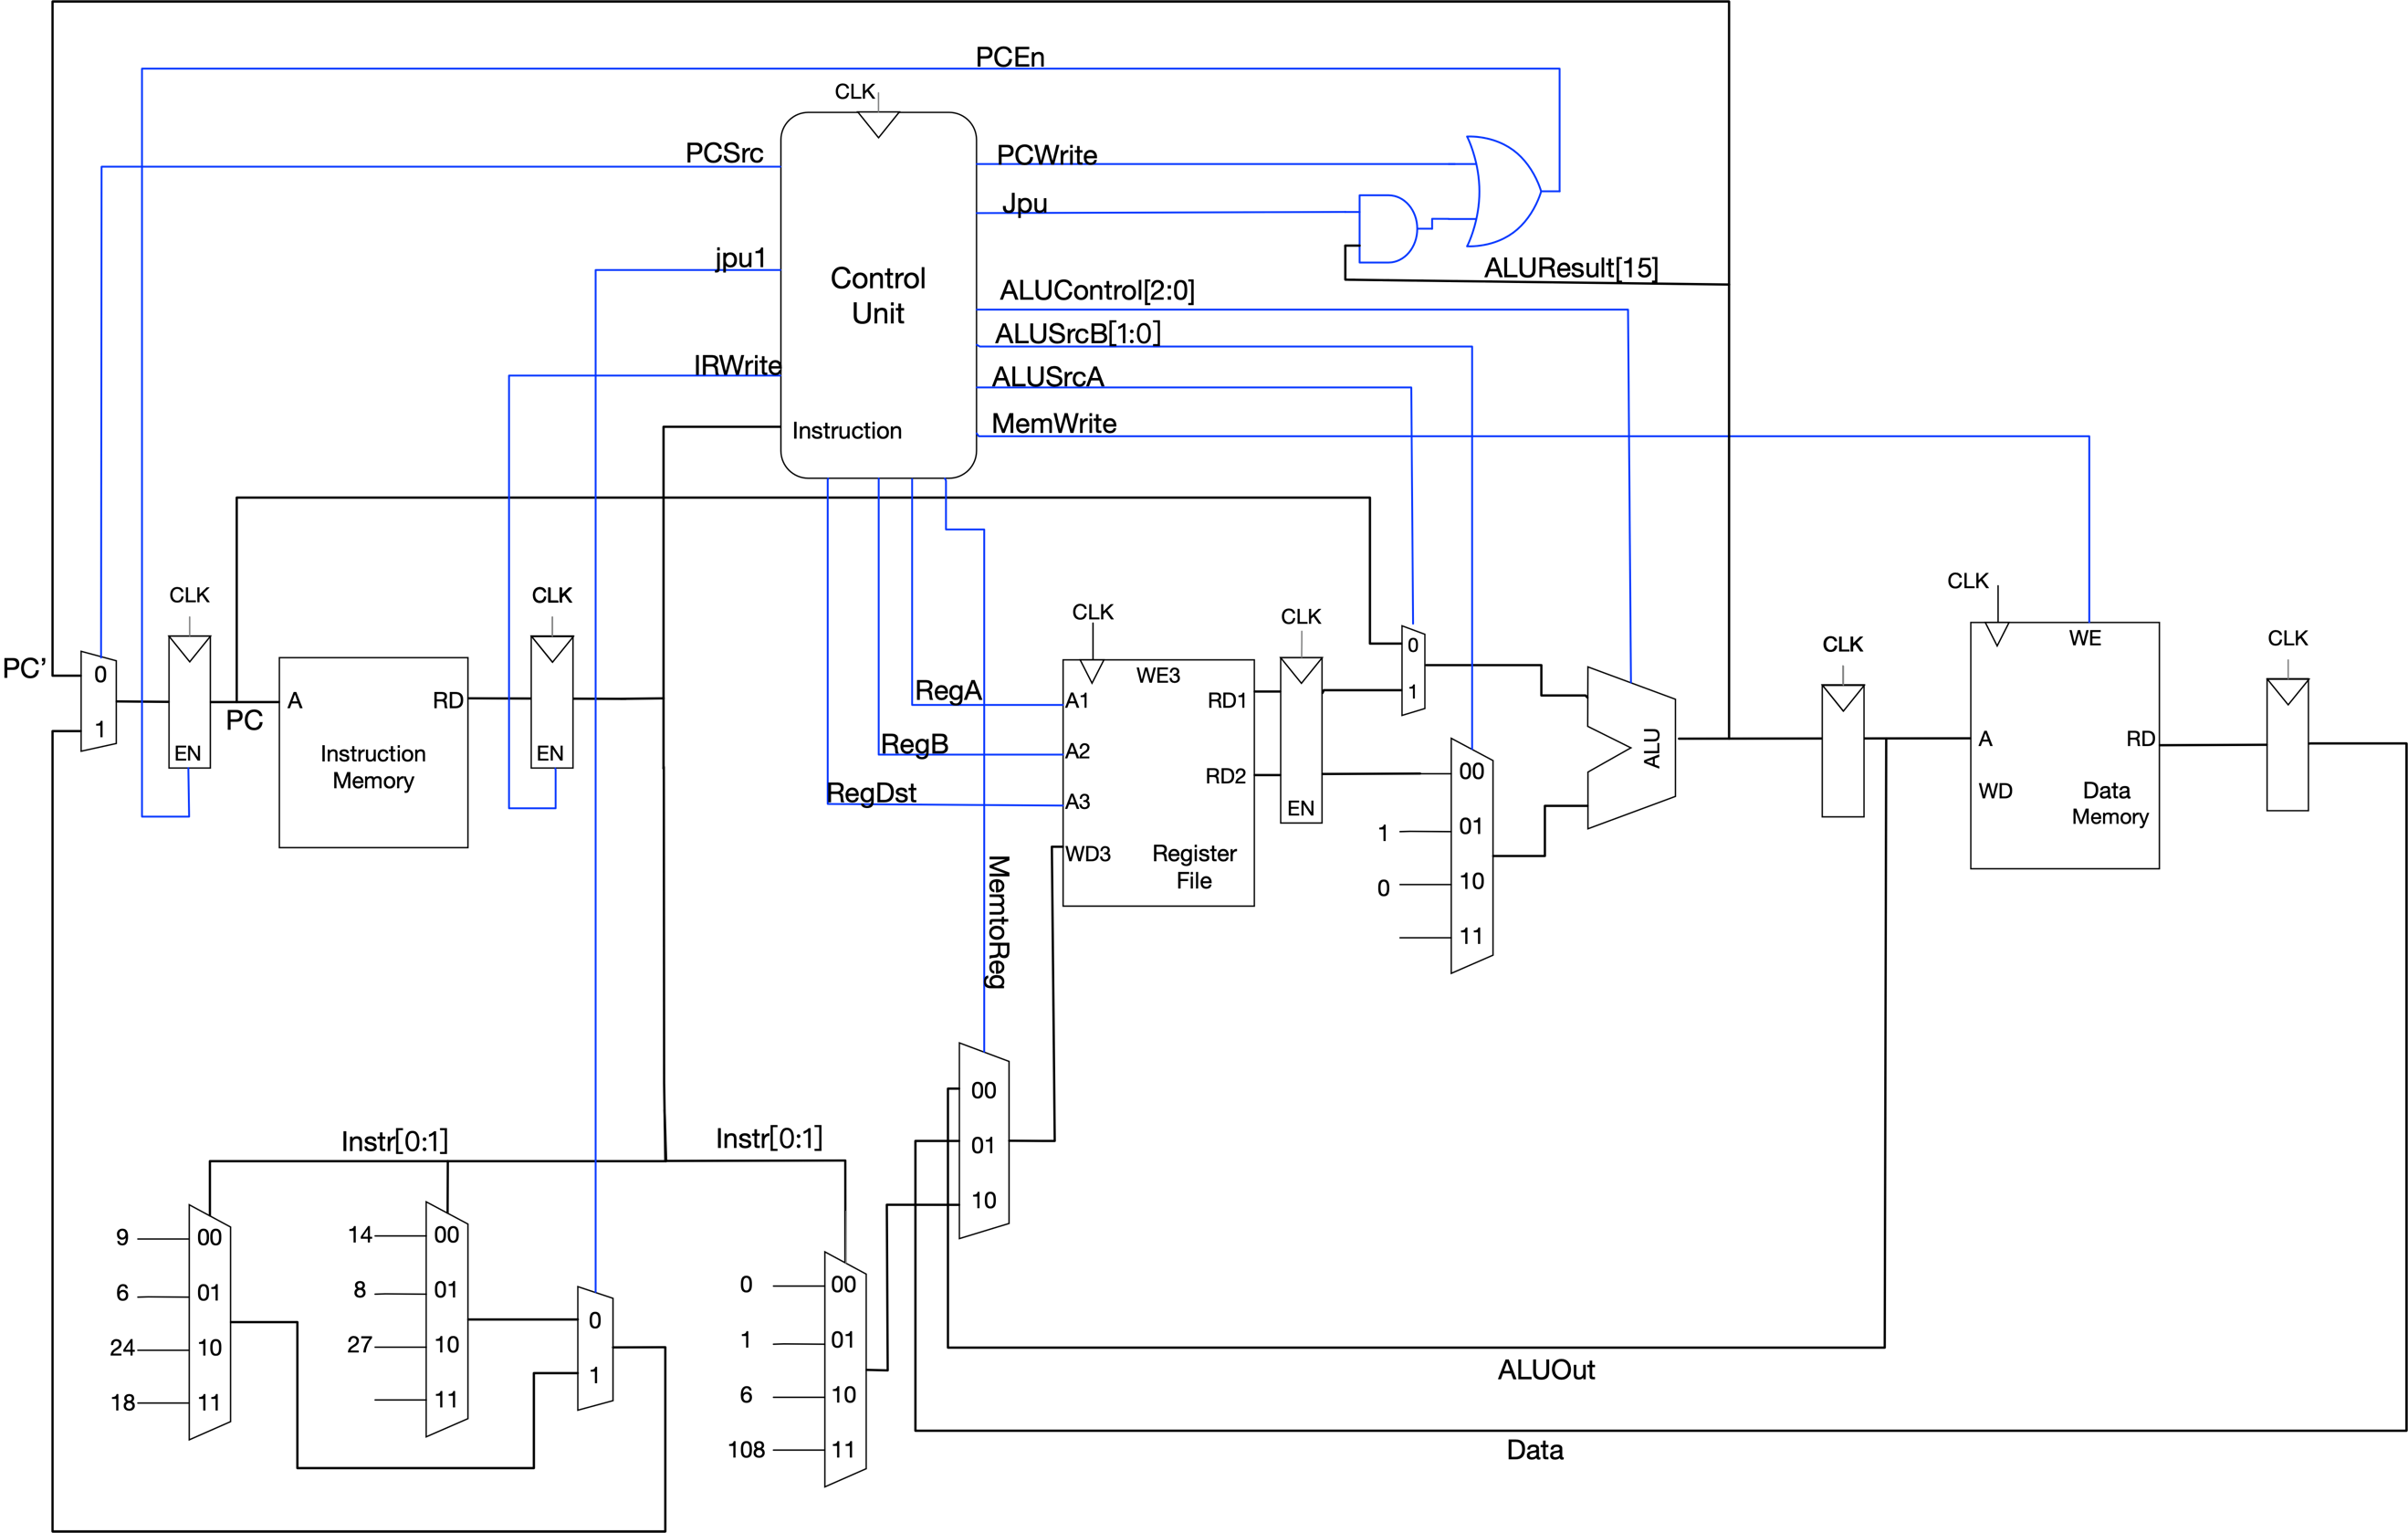 PCEn
CLK
PCSrc
PCWrite
Jpu
jpu1
Control
Unit
ALUResult[15]
ALUControl[2:0]
ALUSrcB[1:0]
IRWrite
ALUSrcA
MemWrite
Instruction
CLK
CLK
CLK
CLK
CLK
CLK
CLK
PC’
0
1
EN
PC
A
RD
Instruction
Memory
EN
RegA
RegB
RegDst
WE3
A1
A2
A3
WD3
RD1
RD2
Register
File
EN
0
1
00
1
01
0
10
11
ALU
WE
A
RD
WD
Data
Memory
MemtoReg
00
01
10
Instr[0:1]
Instr[0:1]
9
00
6
01
24
10
18
11
14
00
8
01
27
10
11
0
1
0
00
1
01
6
10
108
11
ALUOut
Data